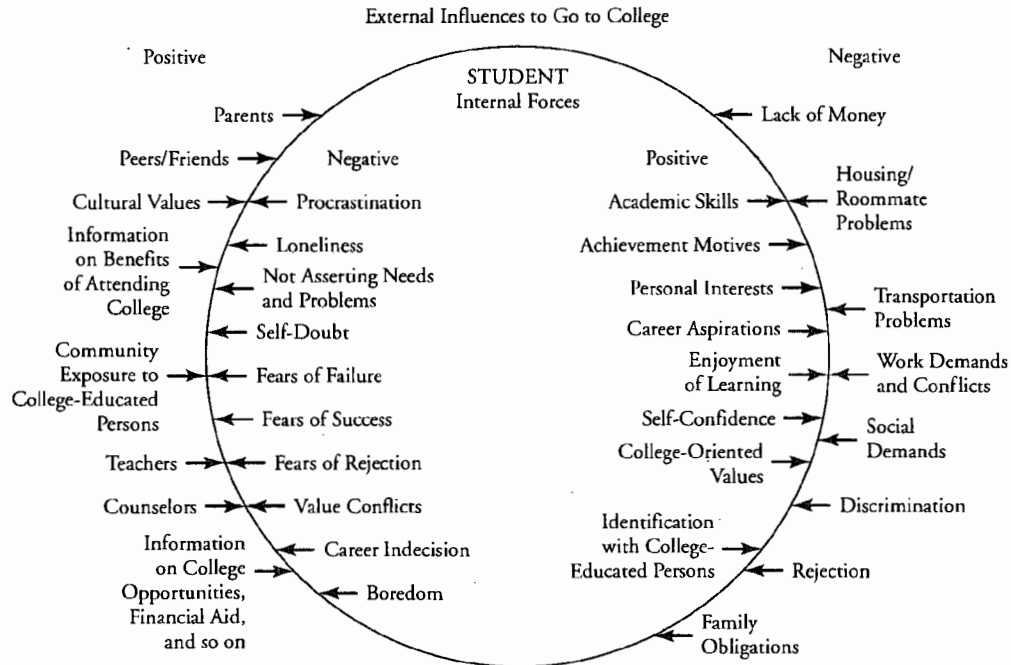 External Influences to Go to College
Positive
Negative
STUDENT
Internal Forces
Parents
Lack of Money
Peers/Friends
Negative
Positive
Cultural Values
Procrastination
Academic Skills
Housing/
Roommate
Problems
Information
on Benefits
of Attending
College
Loneliness
Achievement Motives
Not Asserting Needs
and Problems
Personal Interests
Transportation
Problems
Self-Doubt
Career Aspirations
Community
Exposure to
College-Educated
Persons
Fears of Failure
Enjoyment
of Learning
Work Demands
and Conflicts
Fears of Success
Self-Confidence
Social
Demands
Teachers
Fears of Rejection
College-Oriented
Values
Counselors
Value Conflicts
Discrimination
Information
on College
Opportunities,
Financial Aid,
and so on
Career Indecision
Identification
with College-
Educated Persons
Boredom
Rejection
Family
Obligations